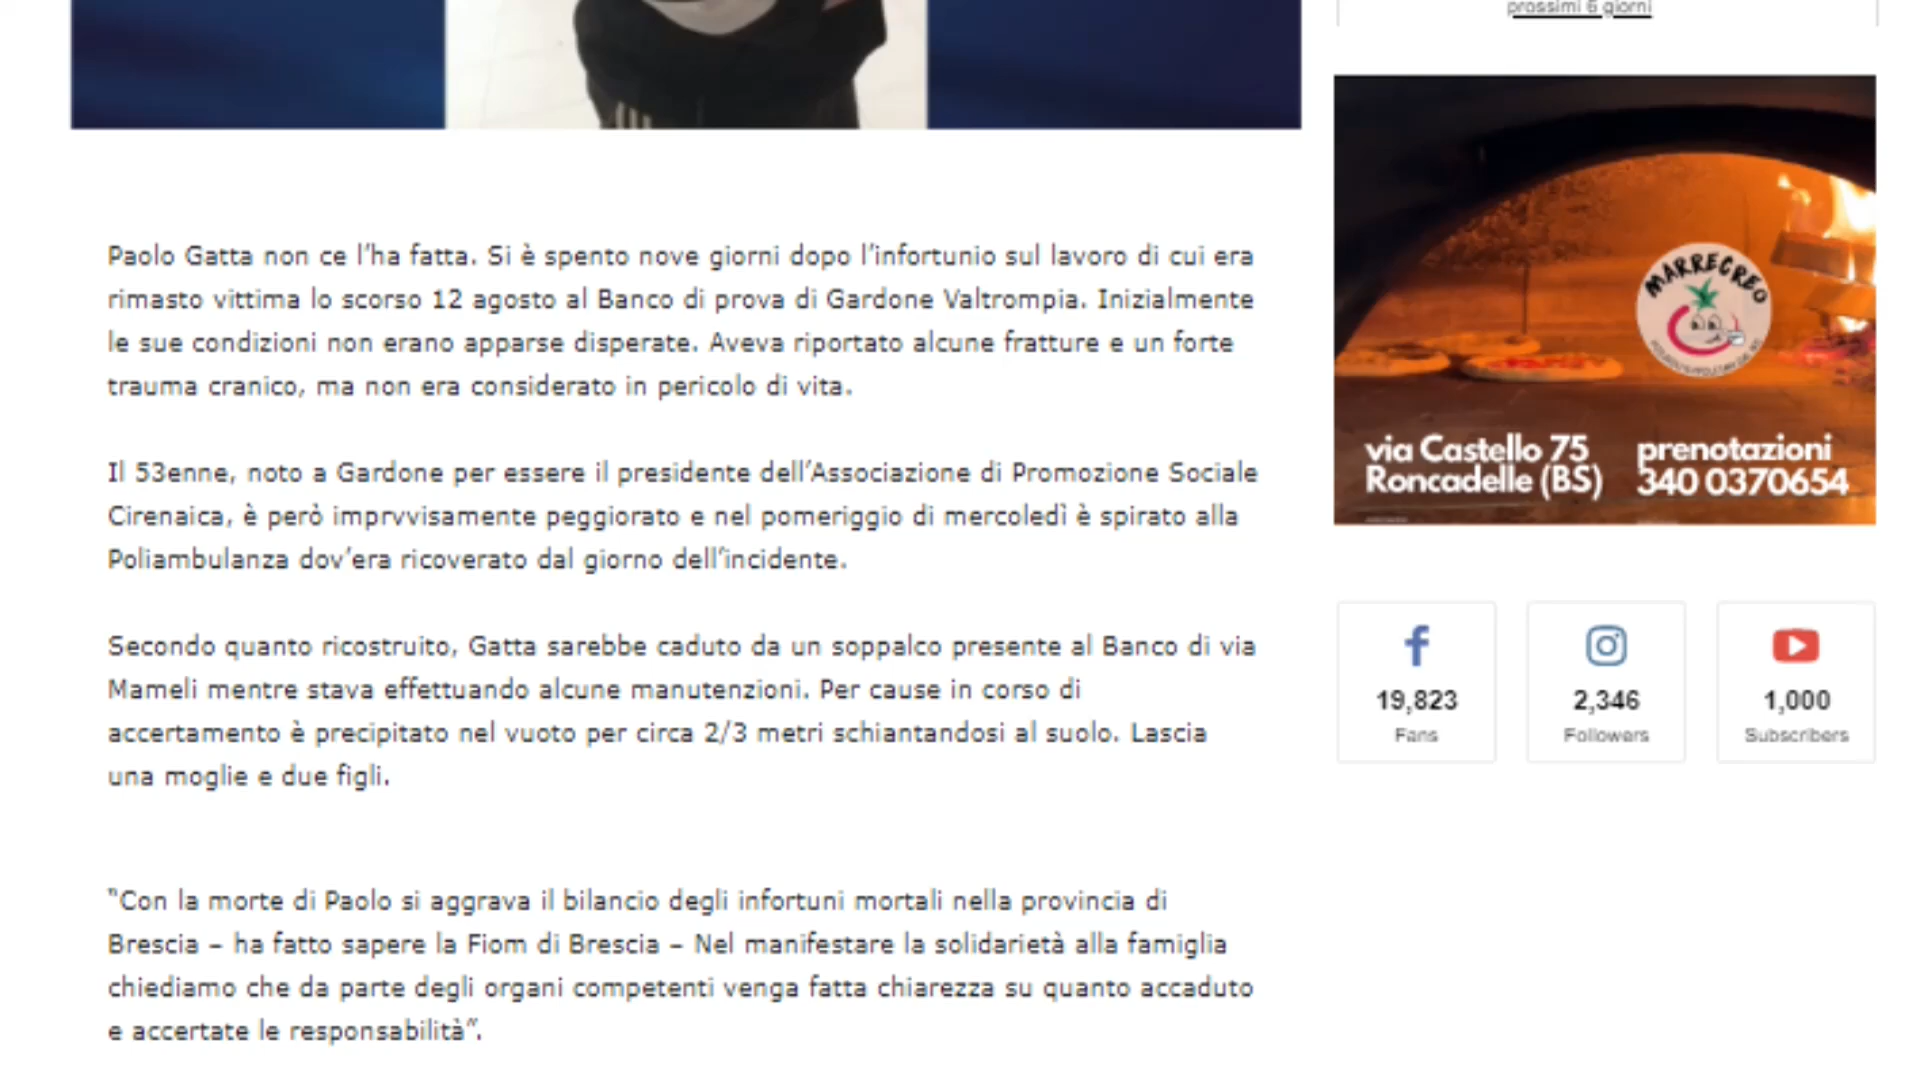 prossimi 6 giorni
Paolo Gatta non ce l’ha fatta. Si è spento nove giorni dopo l’infortunio sul lavoro di cui era
rimasto vittima lo scorso 12 agosto al Banco di prova di Gardone Valtrompia. Inizialmente
le sue condizioni non erano apparse disperate. Aveva riportato alcune fratture e un forte
trauma cranico, ma non era considerato in pericolo di vita.
Il 53enne, noto a Gardone per essere il presidente dell’Associazione di Promozione Sociale
Cirenaica, è però imprvvisamente peggiorato e nel pomeriggio di mercoledì è spirato alla
Poliambulanza dov’era ricoverato dal giorno dell’incidente.
Secondo quanto ricostruito, Gatta sarebbe caduto da un soppalco presente al Banco di via
Mameli mentre stava effettuando alcune manutenzioni. Per cause in corso di
accertamento è precipitato nel vuoto per circa 2/3 metri schiantandosi al suolo. Lascia
una moglie e due figli.
“Con la morte di Paolo si aggrava il bilancio degli infortuni mortali nella provincia di
Brescia – ha fatto sapere la Fiom di Brescia – Nel manifestare la solidarietà alla famiglia
chiediamo che da parte degli organi competenti venga fatta chiarezza su quanto accaduto
e accertate le responsabilità”.
MARRECREO
via Castello 75
Roncadelle (BS)
prenotazioni
340 0370654
19,823
Fans
2,346
Followers
1,000
Subscribers